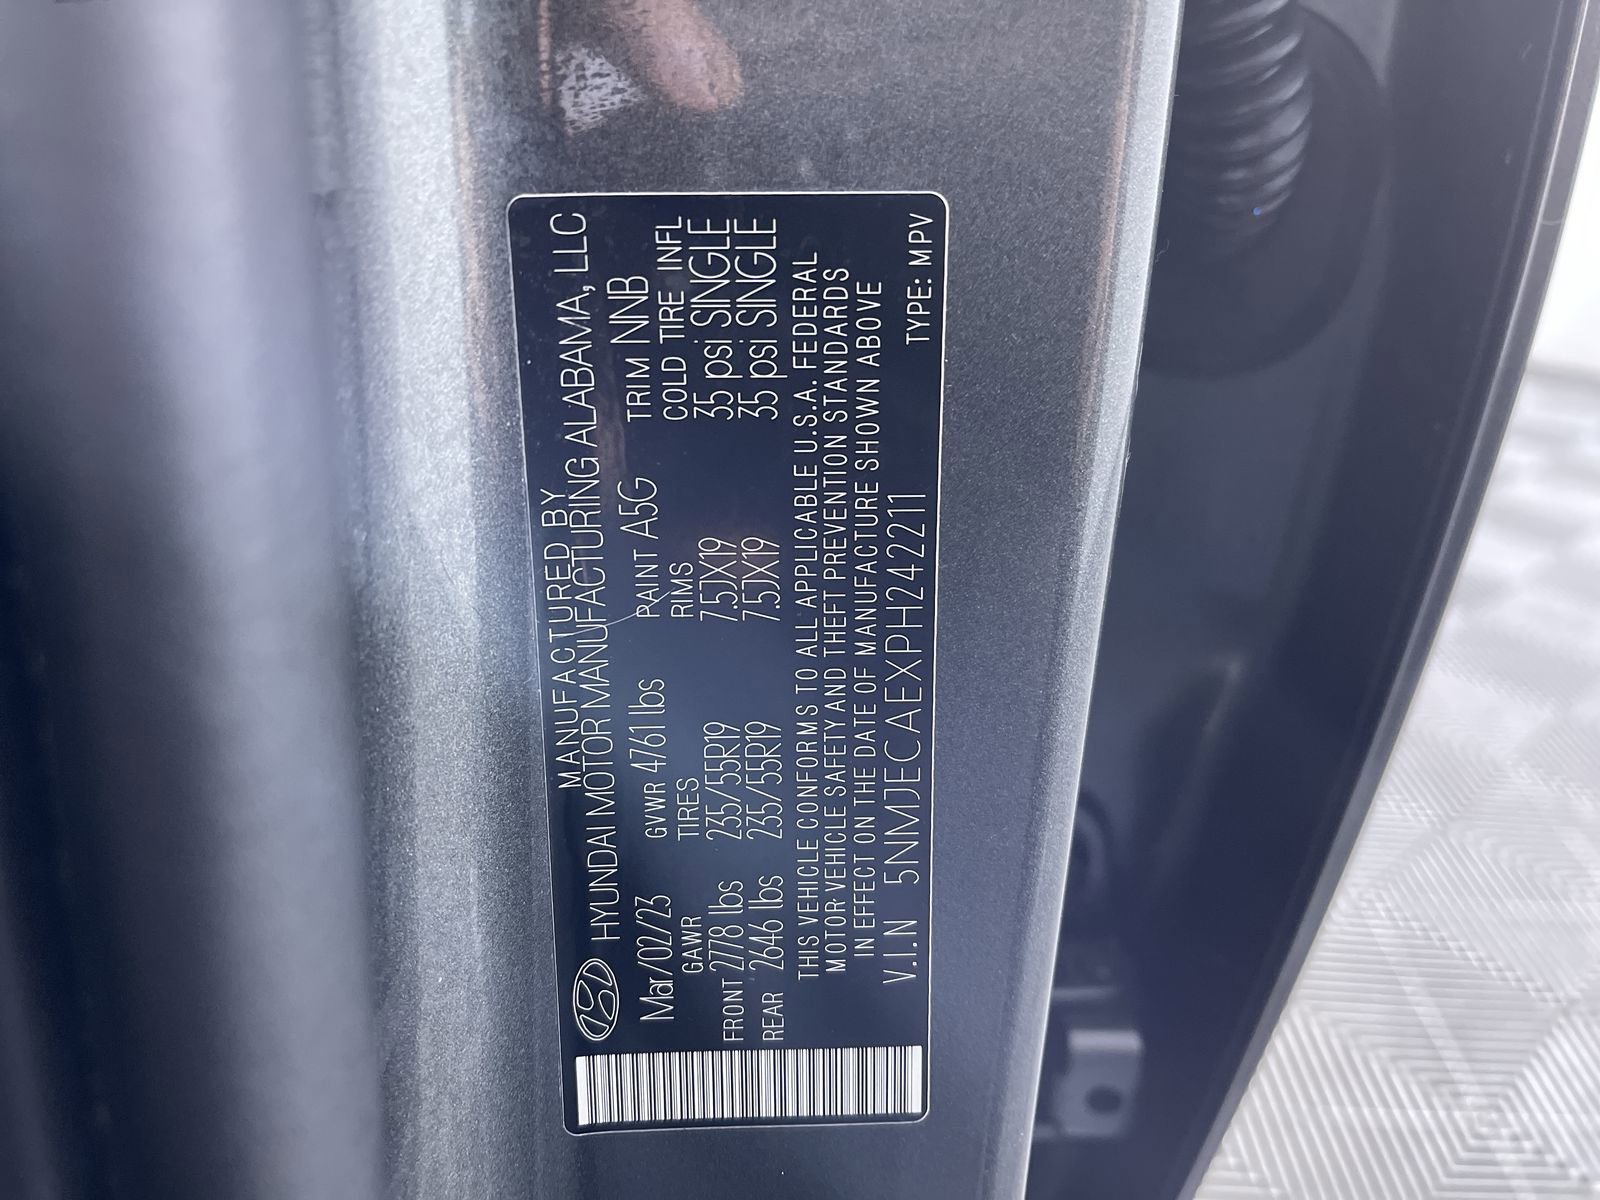 MANUFACTURED BY
HYUNDAI MOTOR MANUFACTURING ALABAMA, LLC
Mar/02/23 GVWR 4761 lbs PAINT A5G TRIM NNB
GAWR TIRES RIMS COLD TIRE INFL
FRONT 2778 lbs 235/55R19 7.5JX19 35 psi SINGLE
REAR 2646 lbs 235/55R19 7.5JX19 35 psi SINGLE
THIS VEHICLE CONFORMS TO ALL APPLICABLE U.S.A. FEDERAL
MOTOR VEHICLE SAFETY AND THEFT PREVENTION STANDARDS
IN EFFECT ON THE DATE OF MANUFACTURE SHOWN ABOVE
V.I.N 5NMJECAEXPH242211 TYPE: MPV